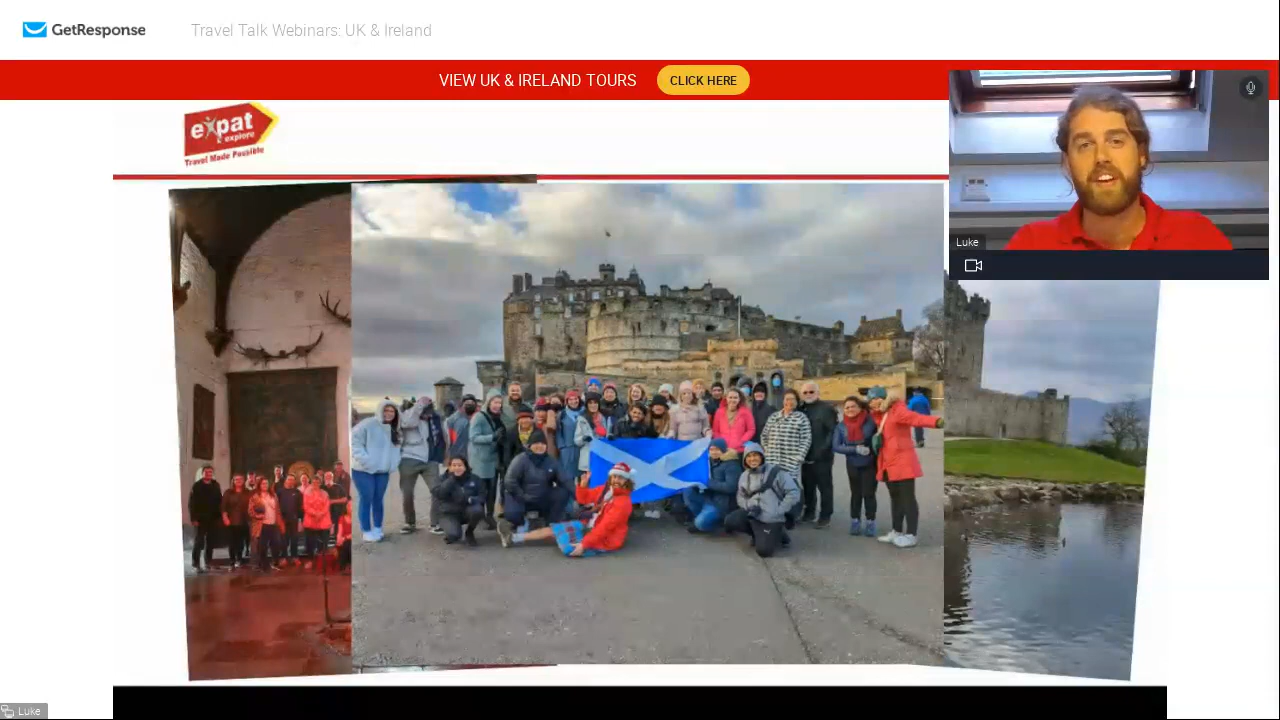 GetResponse
Travel Talk Webinars: UK & Ireland
VIEW UK & IRELAND TOURS
CLICK HERE
expat
explore
Travel Made Possible
Luke
Luke